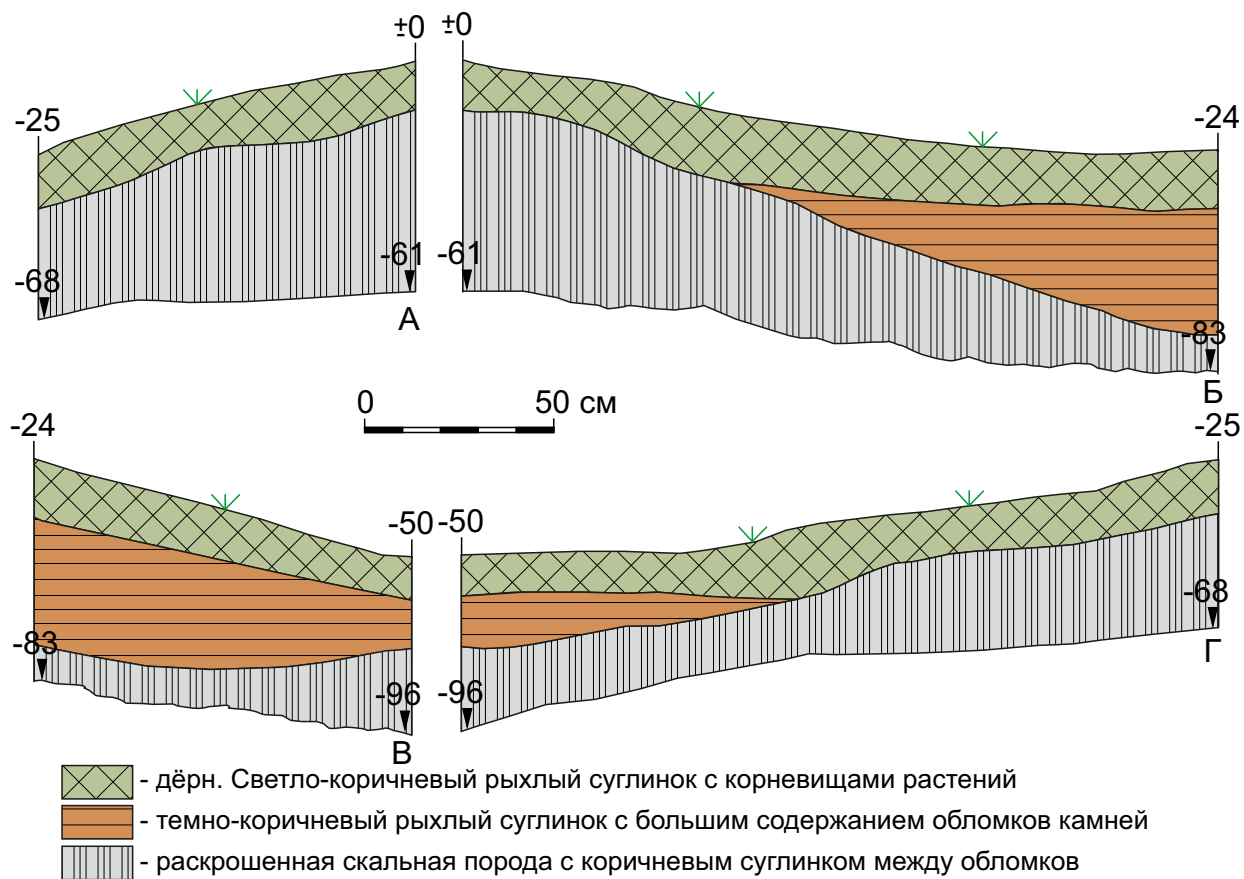 ±0 ±0
-25 -24
-68 -61 -61 -83
А Б
0 50 см
-24 -25
-50 -50
-83 -68
-96 -96
В Г
- дёрн. Светло-коричневый рыхлый суглинок с корневищами растений
- темно-коричневый рыхлый суглинок с большим содержанием обломков камней
- раскрошенная скальная порода с коричневым суглинком между обломков